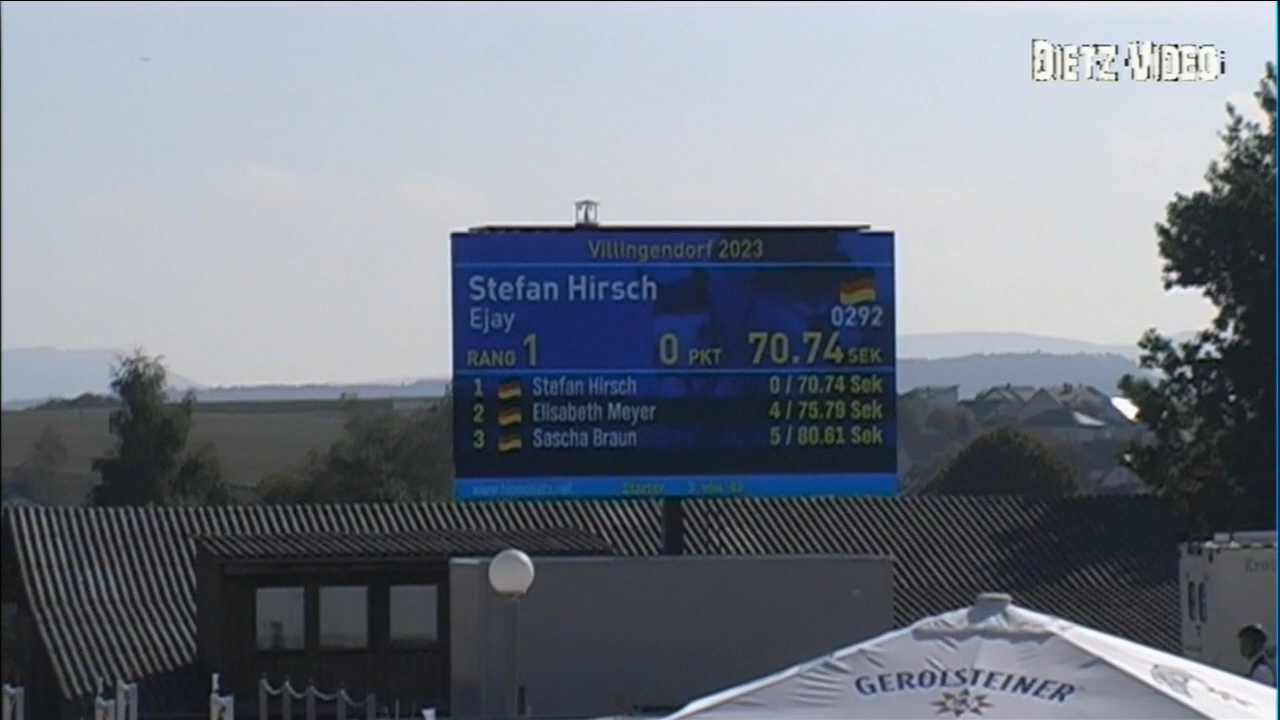 DIETZ-VIDEO
Villingendorf 2023
Stefan Hirsch
Ejay
0292
RANG 1 0 PKT 70.74 SEK
1 Stefan Hirsch 0 / 70.74 Sek
2 Elisabeth Meyer 4 / 75.79 Sek
3 Sascha Braun 5 / 80.61 Sek
Starter
GEROLSTEINER